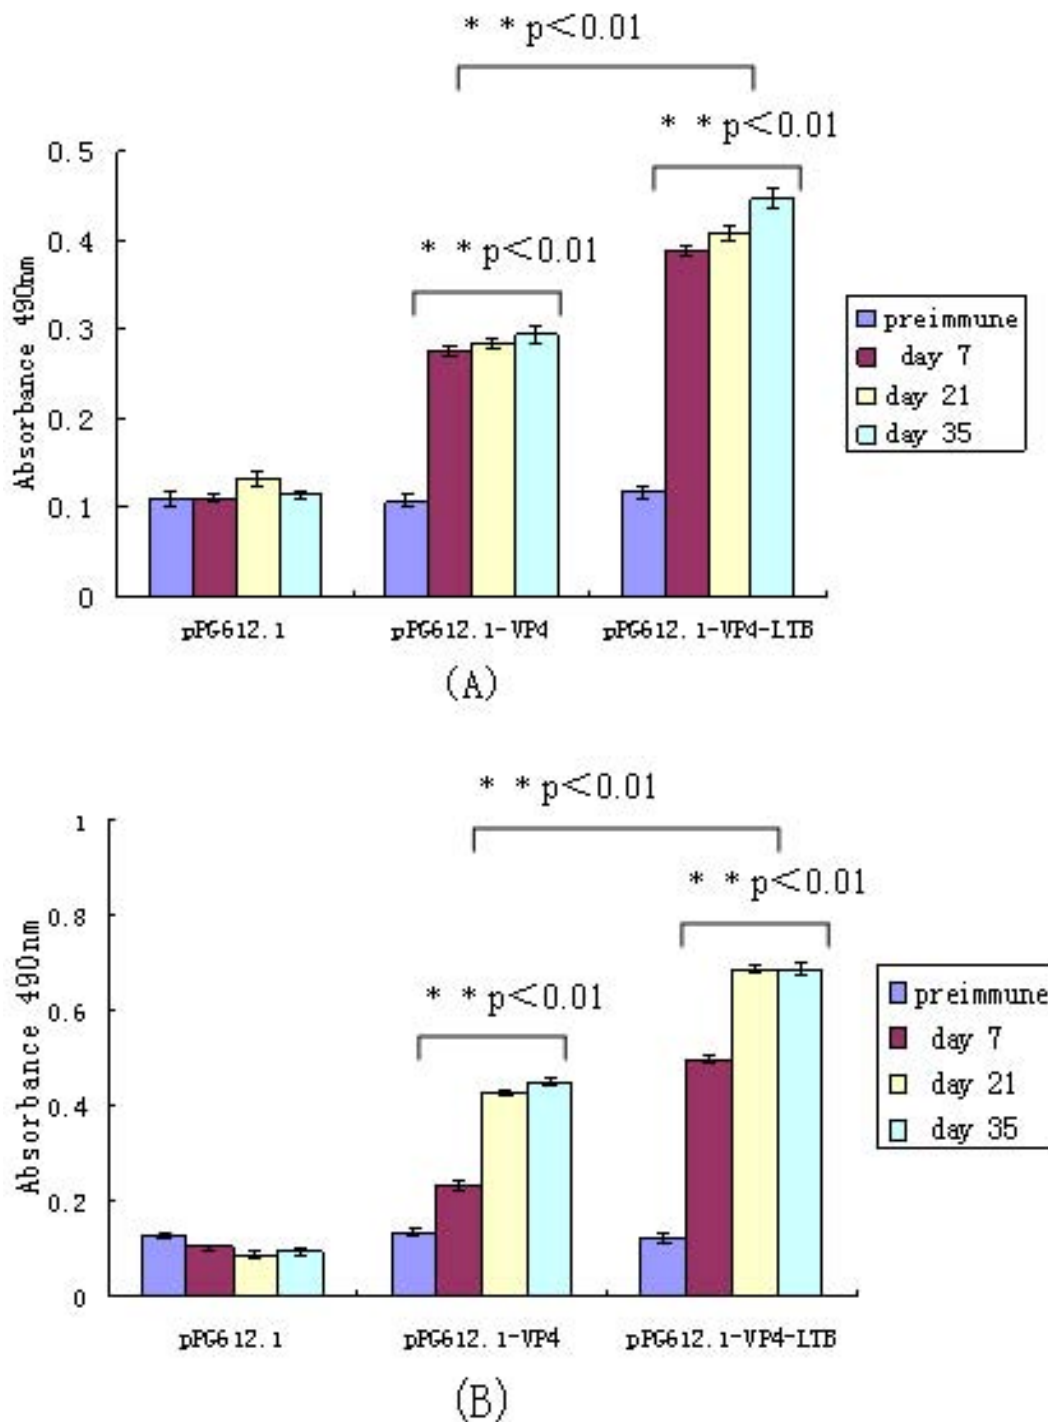 * * p<0.01
* * p<0.01
* * p<0.01
0.5
0.4
0.3
0.2
0.1
0
Absorbance 490nm
preimmune
day 7
day 21
day 35
pPG612.1
pPG612.1-VP4
pPG612.1-VP4-LTB
(A)
* * p<0.01
* * p<0.01
* * p<0.01
1
0.8
0.6
0.4
0.2
0
Absorbance 490nm
preimmune
day 7
day 21
day 35
pPG612.1
pPG612.1-VP4
pPG612.1-VP4-LTB
(B)